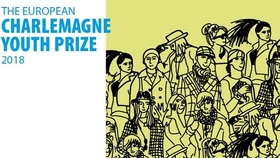 THE EUROPEAN
CHARLEMAGNE
YOUTH PRIZE
2018